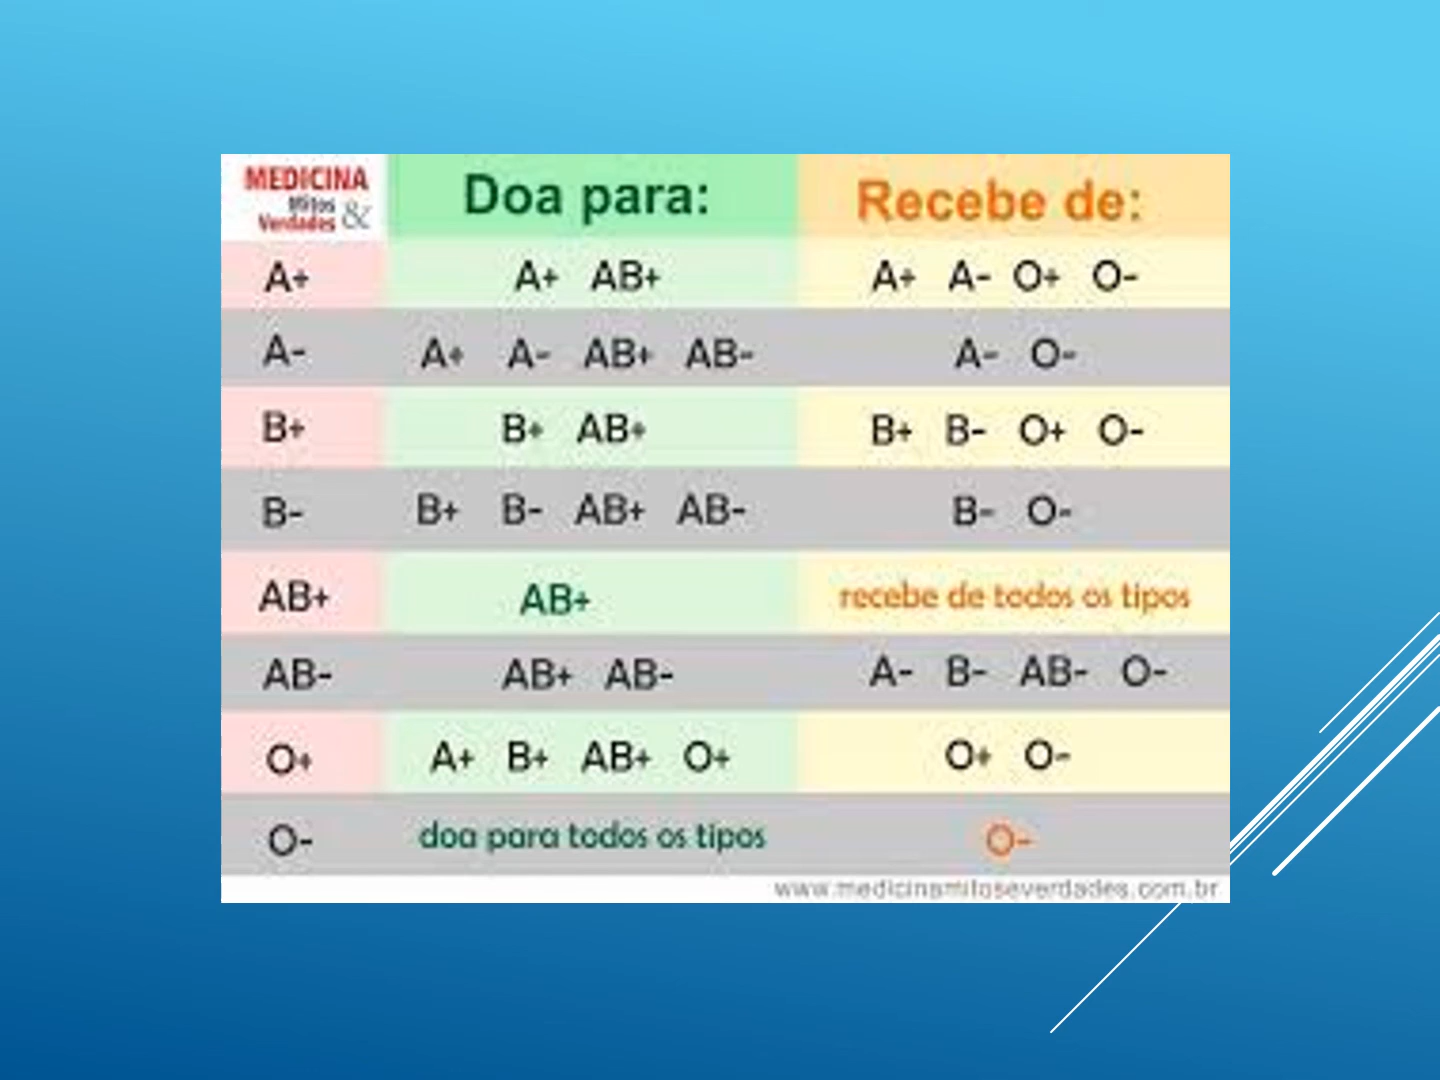 MEDICINA
Mitos
Verdades &
Doa para: Recebe de:
A+ A+ AB+ A+ A- O+ O-
A- A+ A- AB+ AB- A- O-
B+ B+ AB+ B+ B- O+ O-
B- B+ B- AB+ AB- B- O-
AB+ AB+ recebe de todos os tipos
AB- AB+ AB- A- B- AB- O-
O+ A+ B+ AB+ O+ O+ O-
O- doa para todos os tipos O-
www.medicinamitoseverdades.com.br